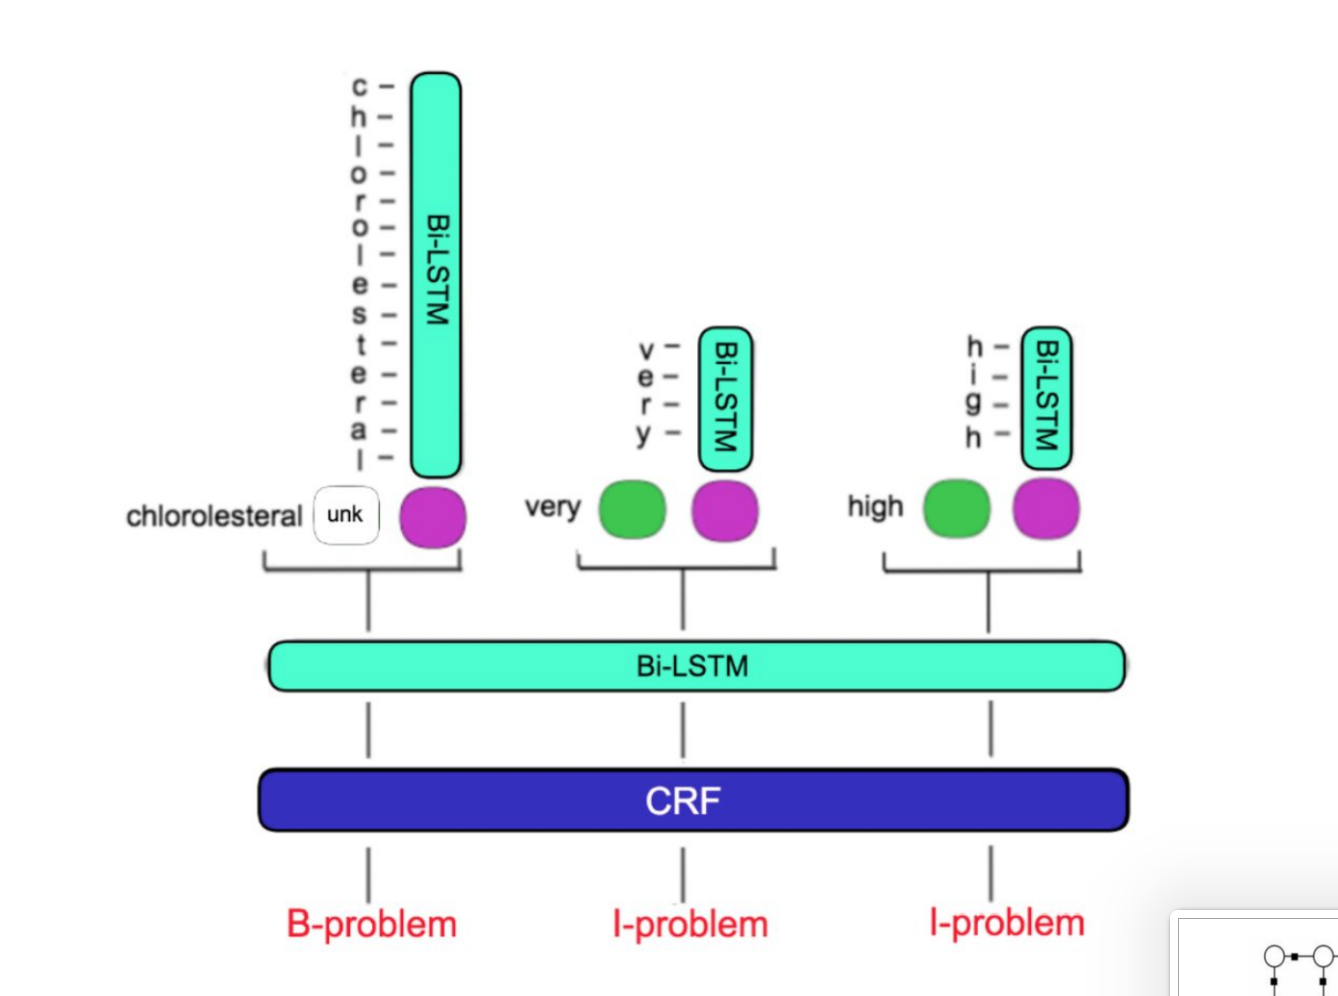 c
h
l
o
r
o
l
e
s
t
e
r
a
l
Bi-LSTM
chlorolesteral unk
v
e
r
y
Bi-LSTM
very
h
i
g
h
Bi-LSTM
high
Bi-LSTM
CRF
B-problem I-problem I-problem